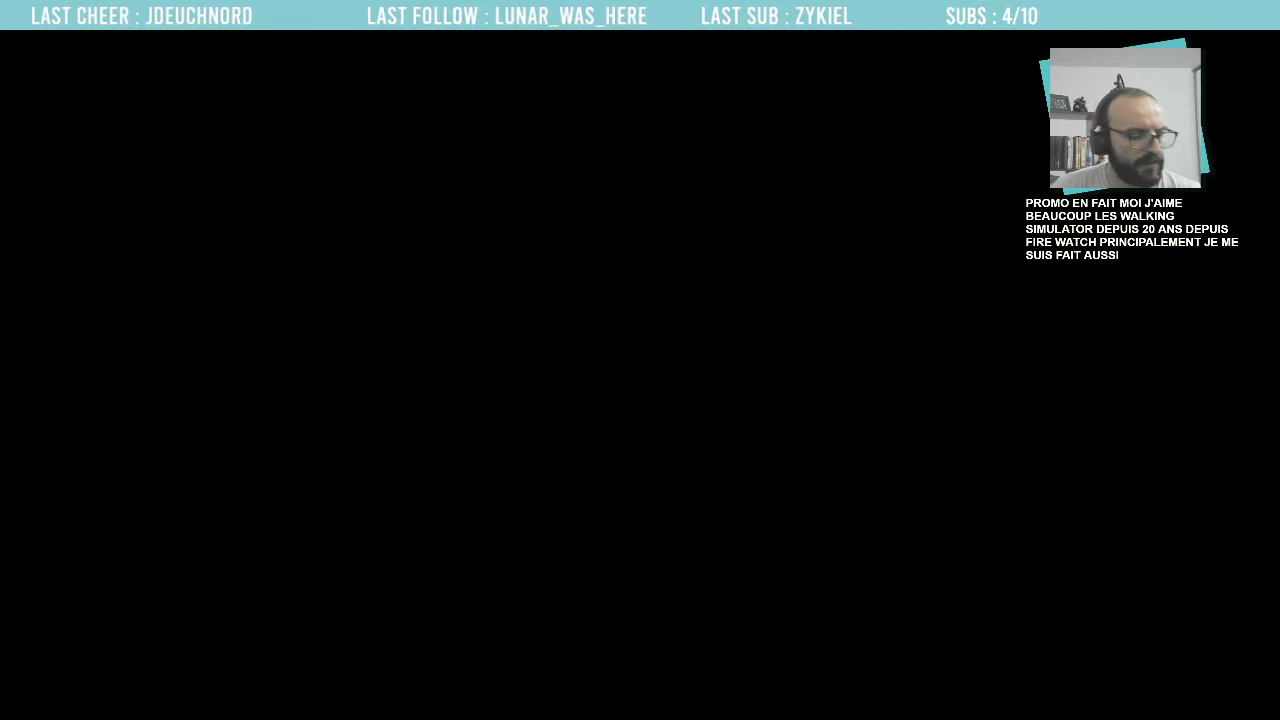 LAST CHEER : JDEUCHNORD LAST FOLLOW : LUNAR_WAS_HERE LAST SUB : ZYKIEL SUBS : 4/10
PROMO EN FAIT MOI J'AIME
BEAUCOUP LES WALKING
SIMULATOR DEPUIS 20 ANS DEPUIS
FIRE WATCH PRINCIPALEMENT JE ME
SUIS FAIT AUSSI